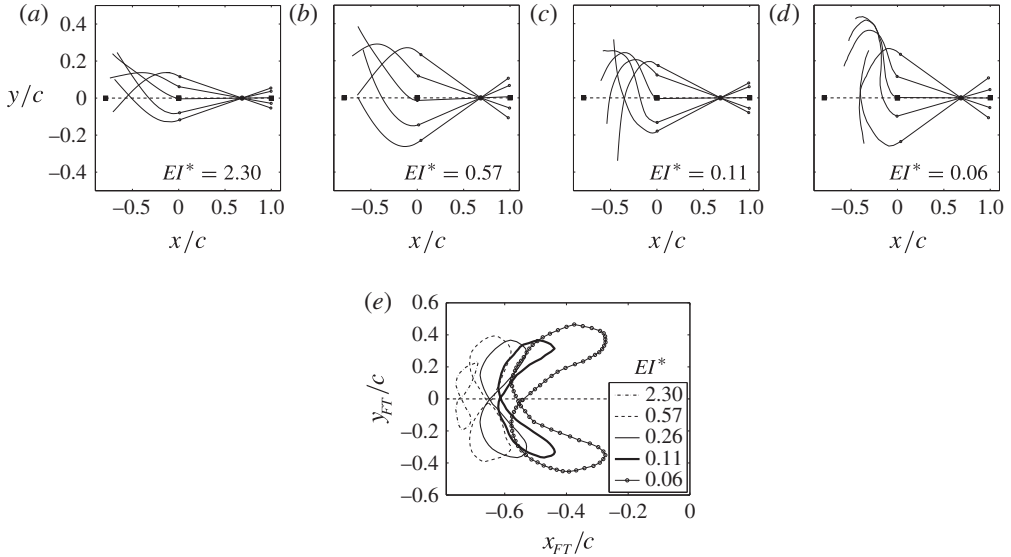 (a) (b) (c) (d)
0.4
0.2
y/c 0
−0.2
−0.4
EI* = 2.30 EI* = 0.57 EI* = 0.11 EI* = 0.06
−0.5 0 0.5 1.0 −0.5 0 0.5 1.0 −0.5 0 0.5 1.0 −0.5 0 0.5 1.0
x/c x/c x/c x/c
(e)
0.6
0.4
0.2
y_FT/c 0
−0.2
−0.4
−0.6
EI*
2.30
0.57
0.26
0.11
0.06
−0.6 −0.4 −0.2 0
x_FT/c